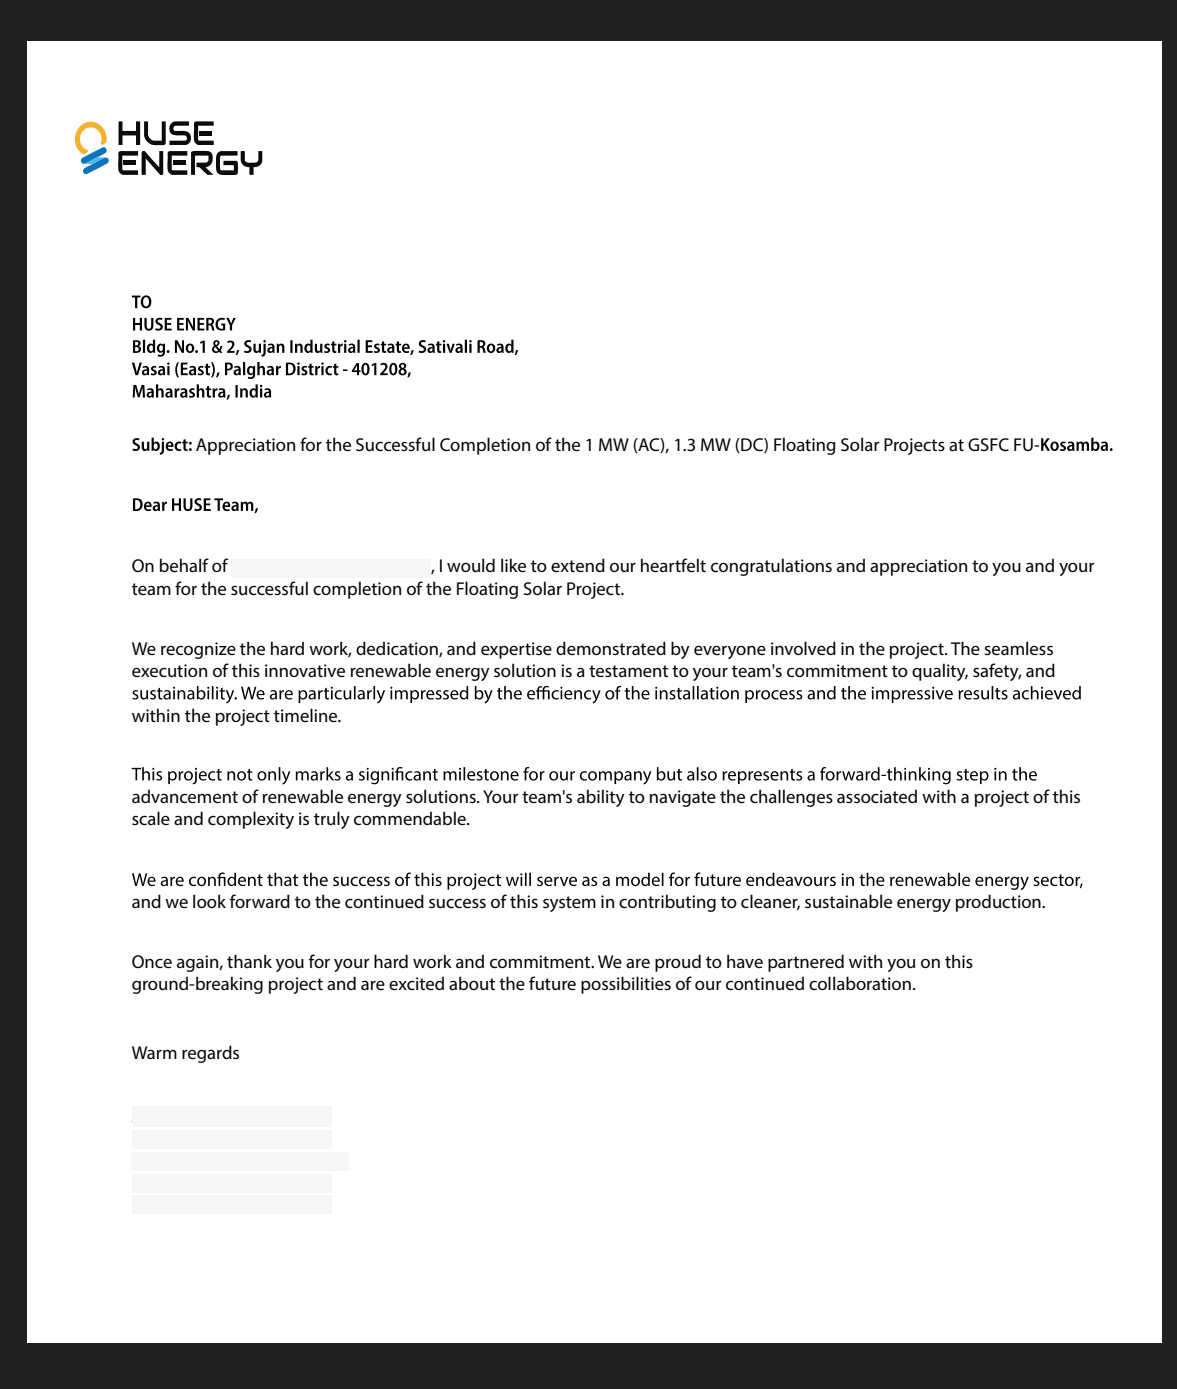 HUSE
ENERGY
TO
HUSE ENERGY
Bldg. No.1 & 2, Sujan Industrial Estate, Sativali Road,
Vasai (East), Palghar District - 401208,
Maharashtra, India
Subject: Appreciation for the Successful Completion of the 1 MW (AC), 1.3 MW (DC) Floating Solar Projects at GSFC FU-Kosamba.
Dear HUSE Team,
On behalf of , I would like to extend our heartfelt congratulations and appreciation to you and your
team for the successful completion of the Floating Solar Project.
We recognize the hard work, dedication, and expertise demonstrated by everyone involved in the project. The seamless
execution of this innovative renewable energy solution is a testament to your team's commitment to quality, safety, and
sustainability. We are particularly impressed by the efficiency of the installation process and the impressive results achieved
within the project timeline.
This project not only marks a significant milestone for our company but also represents a forward-thinking step in the
advancement of renewable energy solutions. Your team's ability to navigate the challenges associated with a project of this
scale and complexity is truly commendable.
We are confident that the success of this project will serve as a model for future endeavours in the renewable energy sector,
and we look forward to the continued success of this system in contributing to cleaner, sustainable energy production.
Once again, thank you for your hard work and commitment. We are proud to have partnered with you on this
ground-breaking project and are excited about the future possibilities of our continued collaboration.
Warm regards